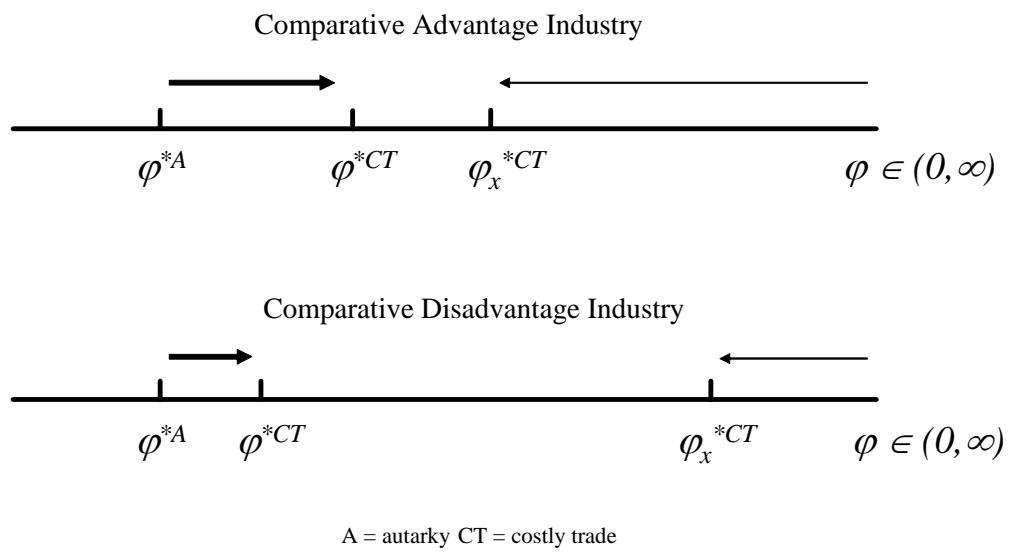 Comparative Advantage Industry
φ*A φ*CT φx*CT φ ∈ (0,∞)
Comparative Disadvantage Industry
φ*A φ*CT φx*CT φ ∈ (0,∞)
A = autarky CT = costly trade